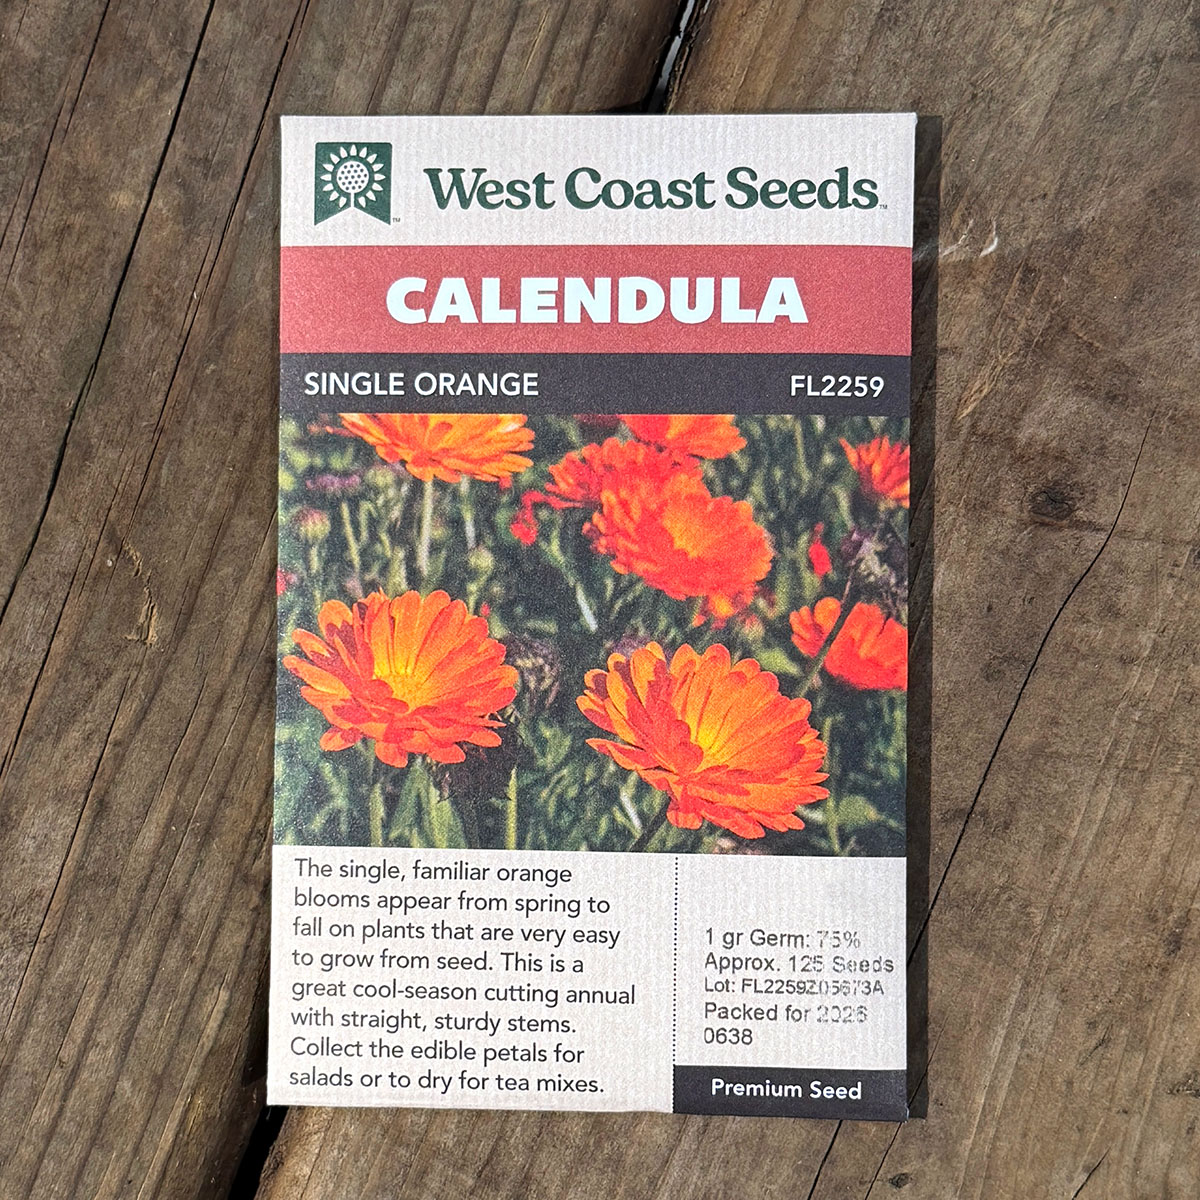 West Coast Seeds™
CALENDULA
SINGLE ORANGE FL2259
The single, familiar orange
blooms appear from spring to
fall on plants that are very easy
to grow from seed. This is a
great cool-season cutting annual
with straight, sturdy stems.
Collect the edible petals for
salads or to dry for tea mixes.
1 gr Germ: 75%
Approx. 125 Seeds
Lot: FL2259Z05673A
Packed for 2026
0638
Premium Seed